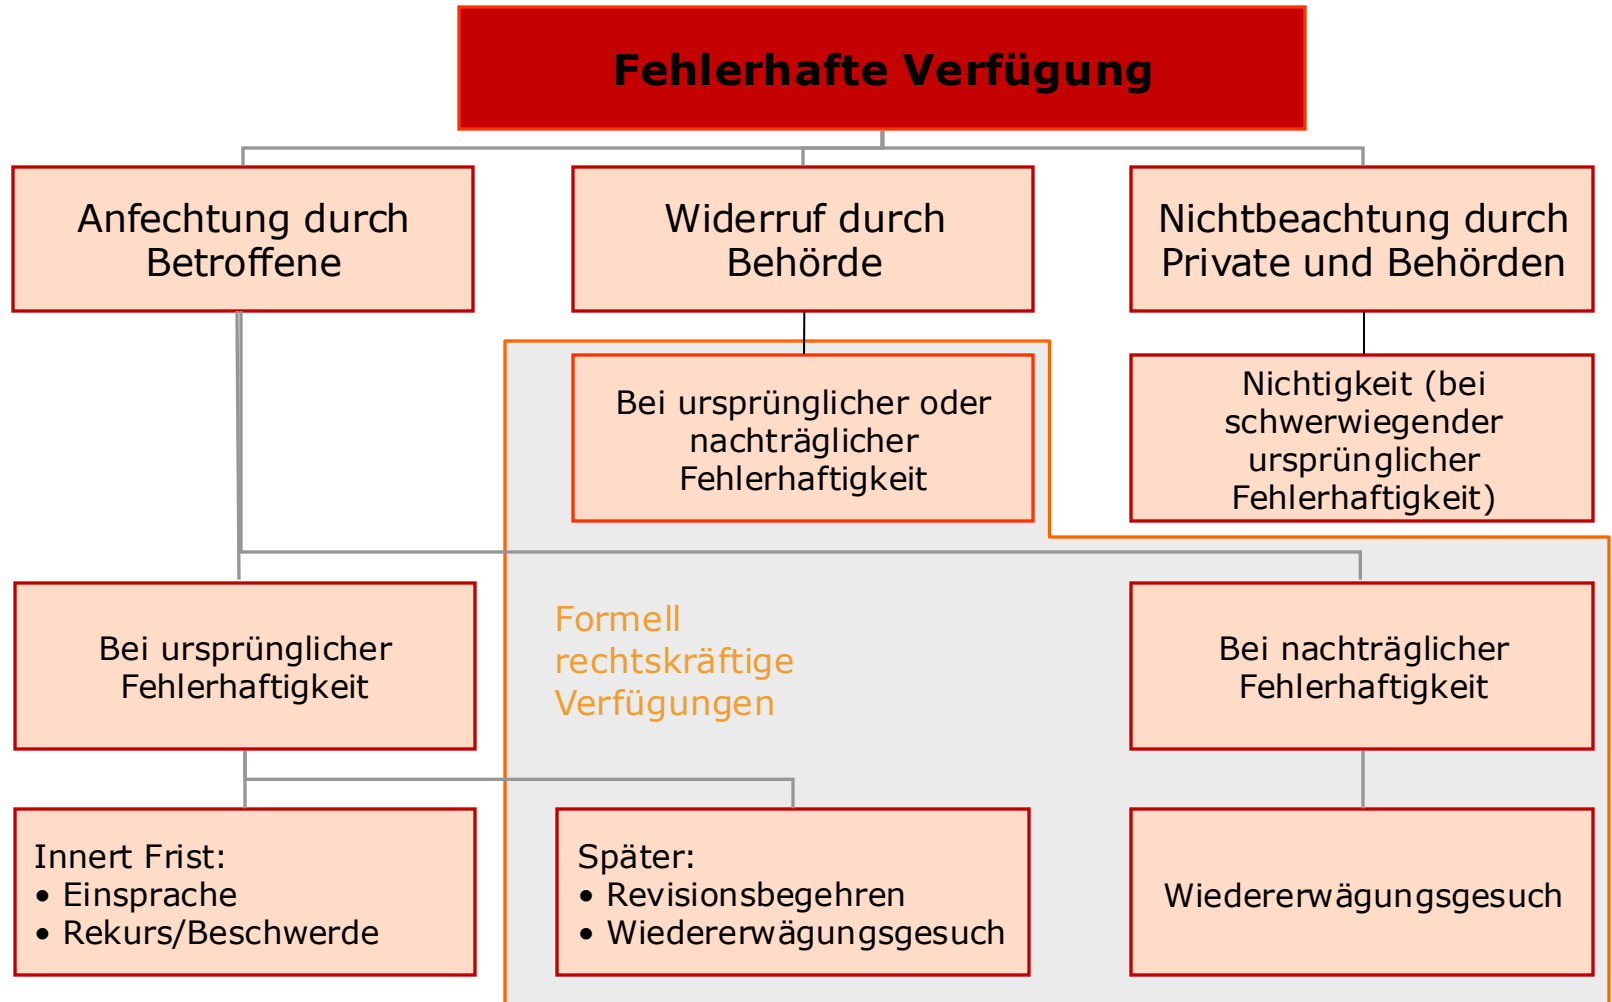 Fehlerhafte Verfügung
Anfechtung durch
Betroffene
Widerruf durch
Behörde
Nichtbeachtung durch
Private und Behörden
Bei ursprünglicher oder
nachträglicher
Fehlerhaftigkeit
Nichtigkeit (bei
schwerwiegender
ursprünglicher
Fehlerhaftigkeit)
Bei ursprünglicher
Fehlerhaftigkeit
Formell
rechtskräftige
Verfügungen
Bei nachträglicher
Fehlerhaftigkeit
Innert Frist:
• Einsprache
• Rekurs/Beschwerde
Später:
• Revisionsbegehren
• Wiedererwägungsgesuch
Wiedererwägungsgesuch